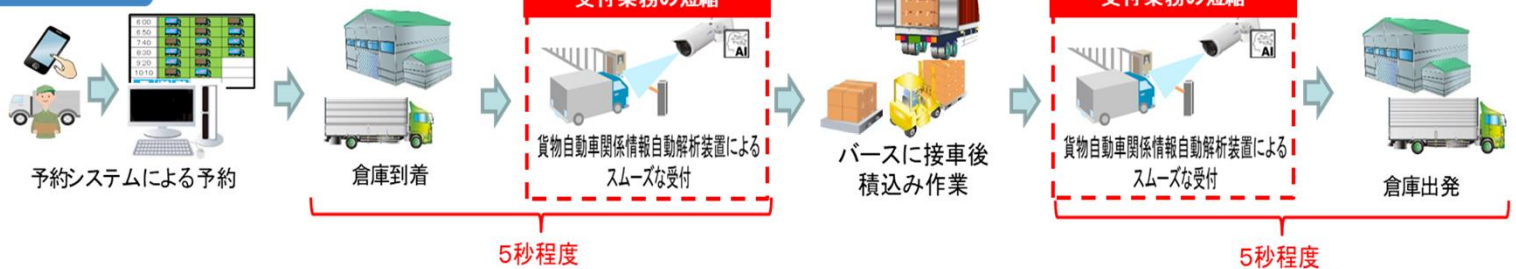 受付業務の短縮
受付業務の短縮
6:00
6:50
7:40
8:30
9:20
10:10
AI
AI
予約システムによる予約
倉庫到着
貨物自動車関係情報自動解析装置による
スムーズな受付
バースに接車後
積込み作業
貨物自動車関係情報自動解析装置による
スムーズな受付
倉庫出発
5秒程度
5秒程度